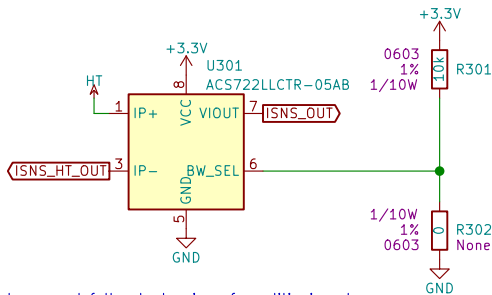 +3.3V
+3.3V
U301
ACS722LLCTR-05AB
HT
8
VCC
1 IP+
VIOUT 7
ISNS_OUT
ISNS_HT_OUT
3 IP-
BW_SEL 6
GND
5
GND
0603
1%
1/10W
10k
R301
1/10W
1%
0603
0
R302
None
GND